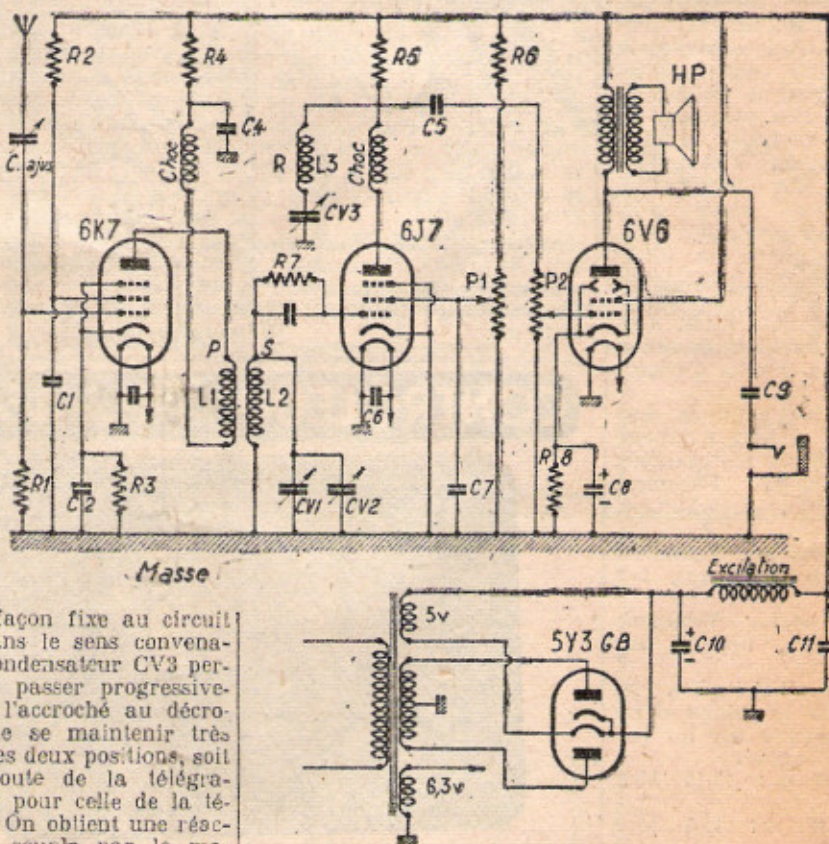 R2
R4
R5
R6
HP
C. ajus
C4
Choc
R
L3
Choc
C5
CV3
6K7
6J7
6V6
R7
P1
P2
P
S
L1
L2
C1
C6
C9
R1
C2
R3
CV1
CV2
C7
R8
C8
V
Masse
Excitation
5v
5Y3 GB
C10
C11
6,3v
façon fixe au circuit
ans le sens convena-
ondensateur CV3 per-
passer progressive-
l'accroché au décro-
e se maintenir très
es deux positions, soit
oute de la télégra-
pour celle de la té-
On obtient une réac-